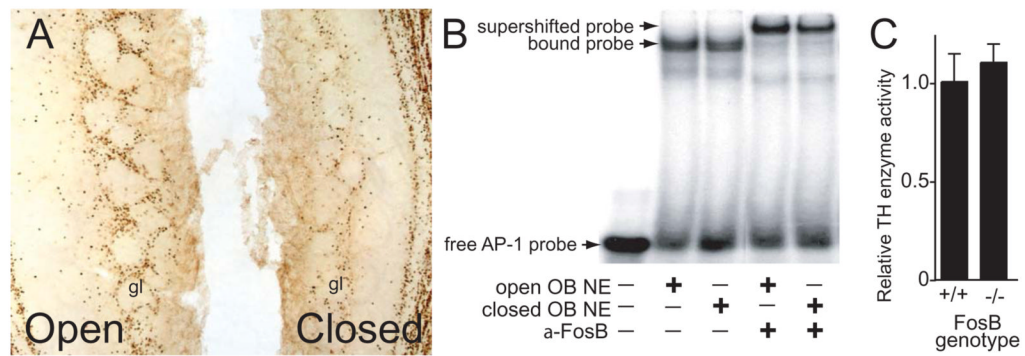 A
gl
gl
Open
Closed
B
supershifted probe
bound probe
free AP-1 probe
open OB NE − + − + −
closed OB NE − − + − +
a-FosB − − − + +
C
Relative TH enzyme activity
1.0
0.5
0
+/+ -/-
FosB
genotype